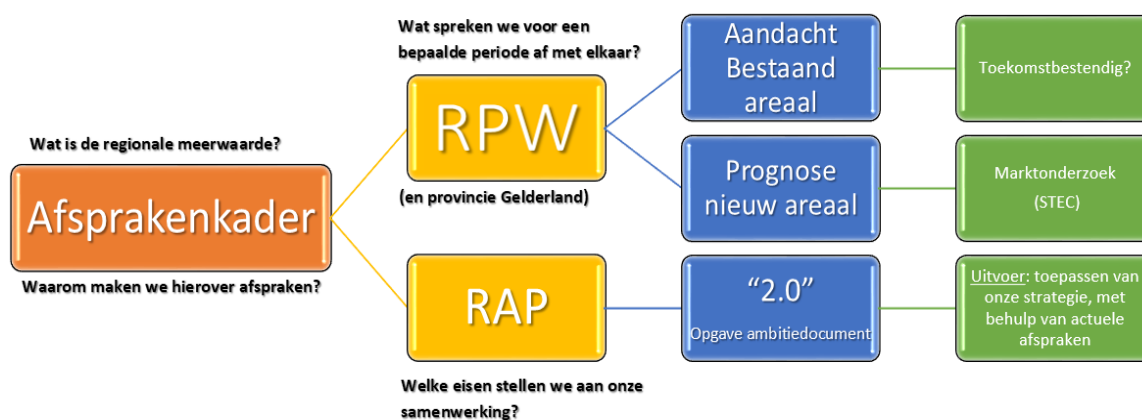 Wat is de regionale meerwaarde?
Afsprakenkader
Waarom maken we hierover afspraken?
Wat spreken we voor een
bepaalde periode af met elkaar?
RPW
(en provincie Gelderland)
RAP
Welke eisen stellen we aan onze
samenwerking?
Aandacht
Bestaand
areaal
Prognose
nieuw areaal
“2.0”
Opgave ambitiedocument
Toekomstbestendig?
Marktonderzoek
(STEC)
Uitvoer: toepassen van
onze strategie, met
behulp van actuele
afspraken